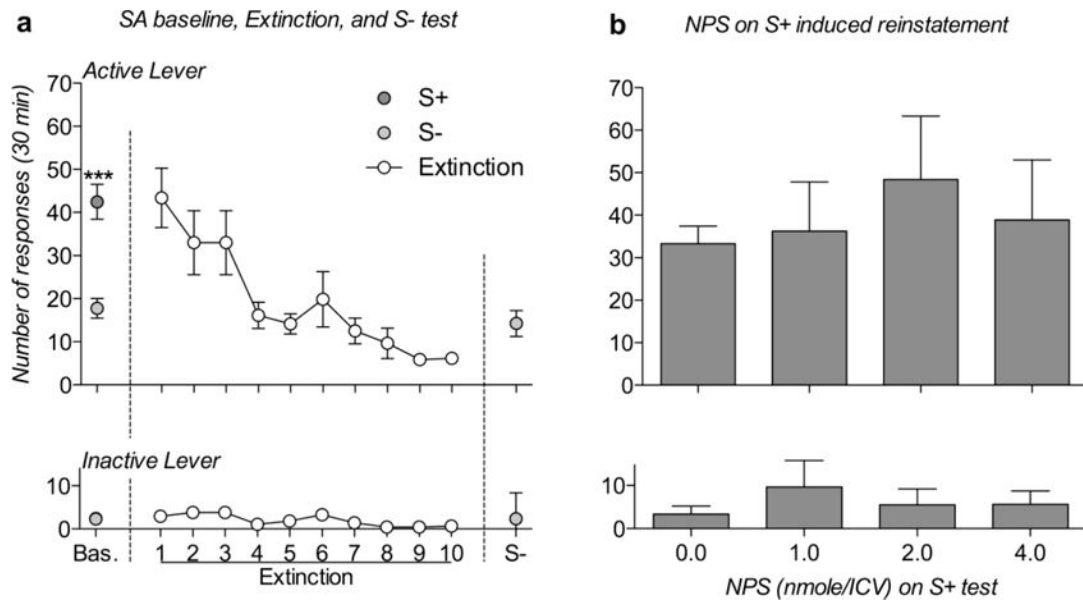 a
SA baseline, Extinction, and S- test
Active Lever
Number of responses (30 min)
70
60
50
40
30
20
10
0
***
S+
S-
Extinction
Inactive Lever
10
0
Bas. 1 2 3 4 5 6 7 8 9 10 S-
Extinction
b
NPS on S+ induced reinstatement
70
60
50
40
30
20
10
0
10
0
0.0 1.0 2.0 4.0
NPS (nmole/ICV) on S+ test